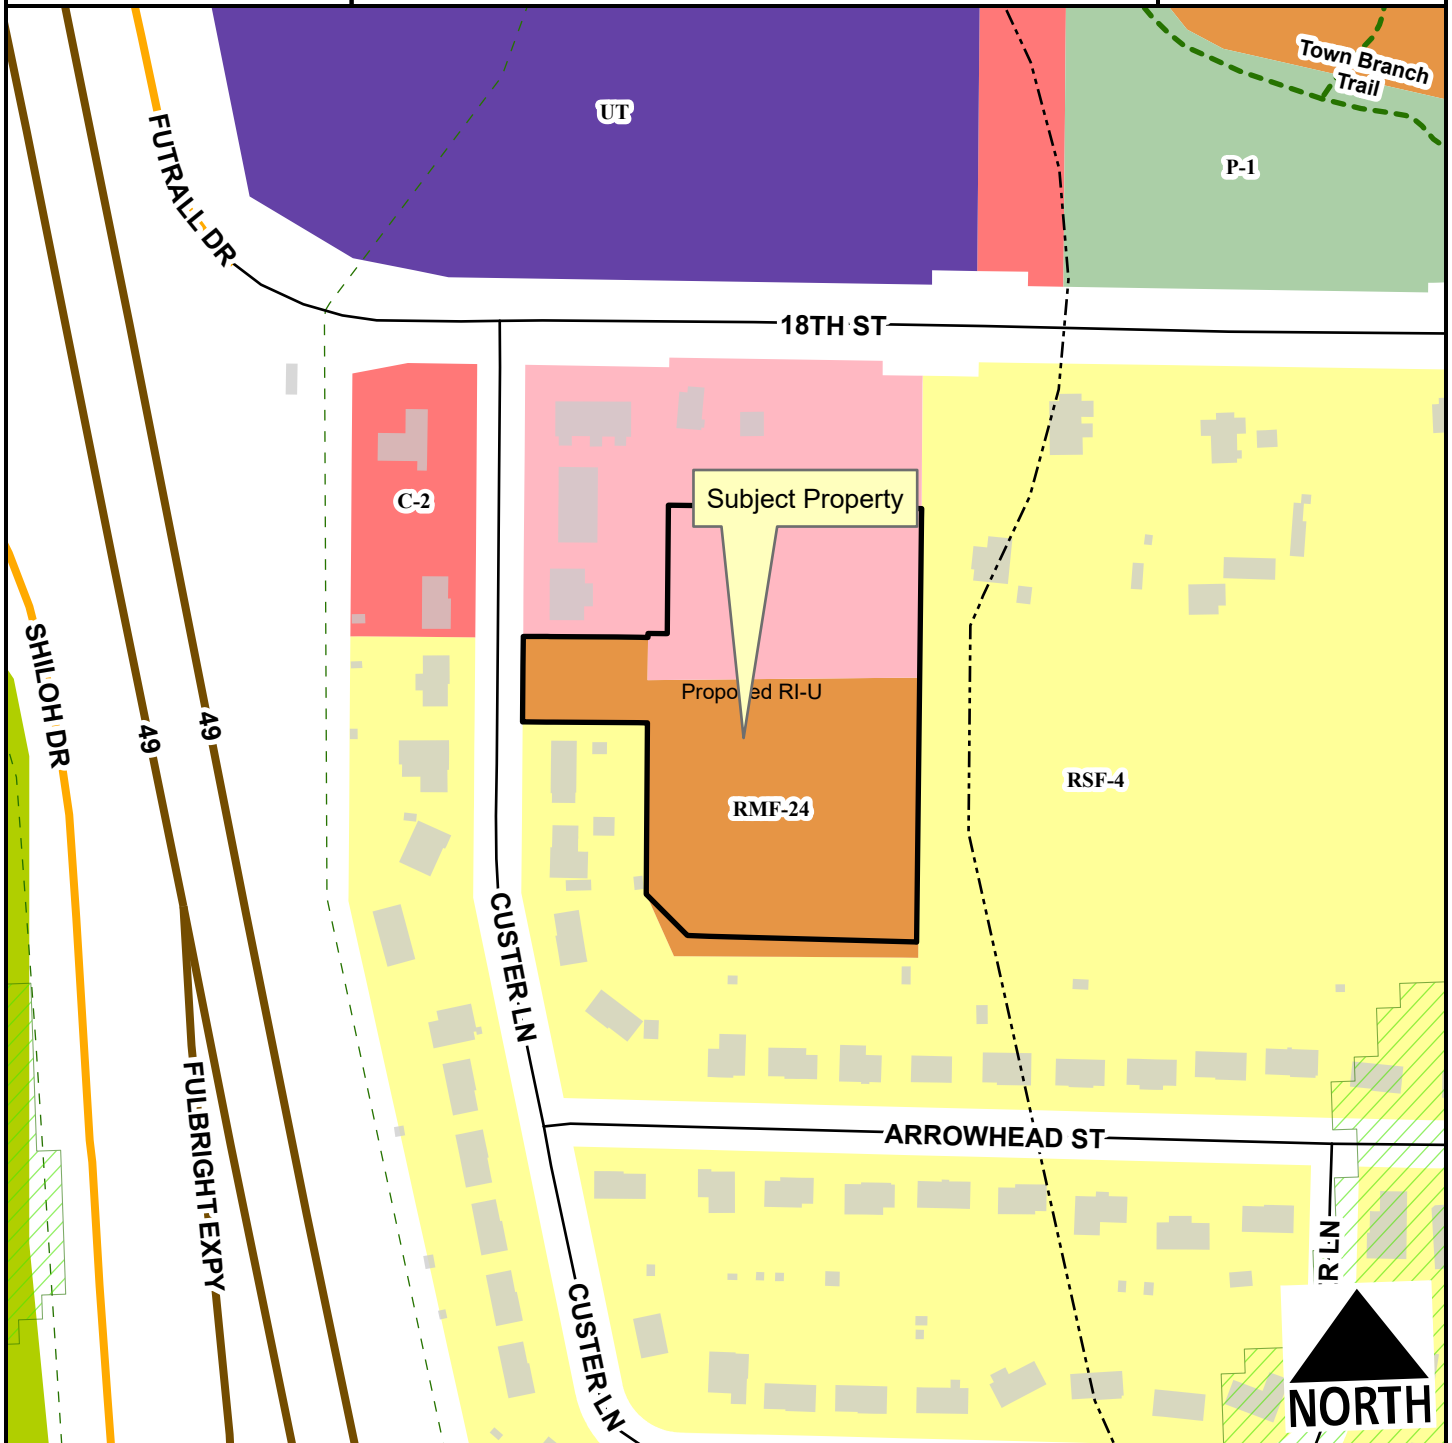 Town Branch
Trail
UT
P-1
FUTRALL DR
18TH ST
C-2
Subject Property
SHILOH DR
49
49
Propo
ed RI-U
RSF-4
RMF-24
CUSTER LN
FULBRIGHT EXPY
ARROWHEAD ST
R LN
CUSTER LN
NORTH